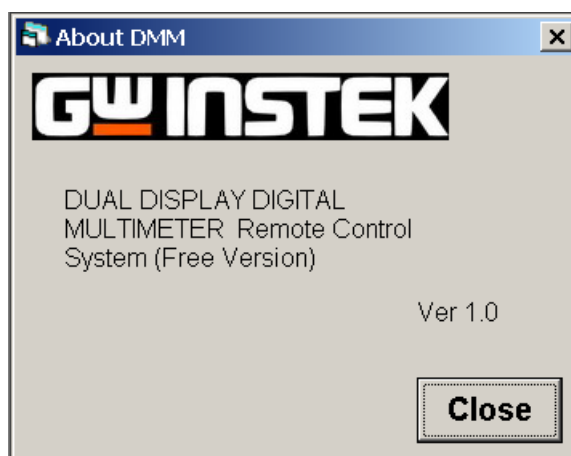 About DMM
GW INSTEK
DUAL DISPLAY DIGITAL
MULTIMETER  Remote Control
System (Free Version)
Ver 1.0
Close